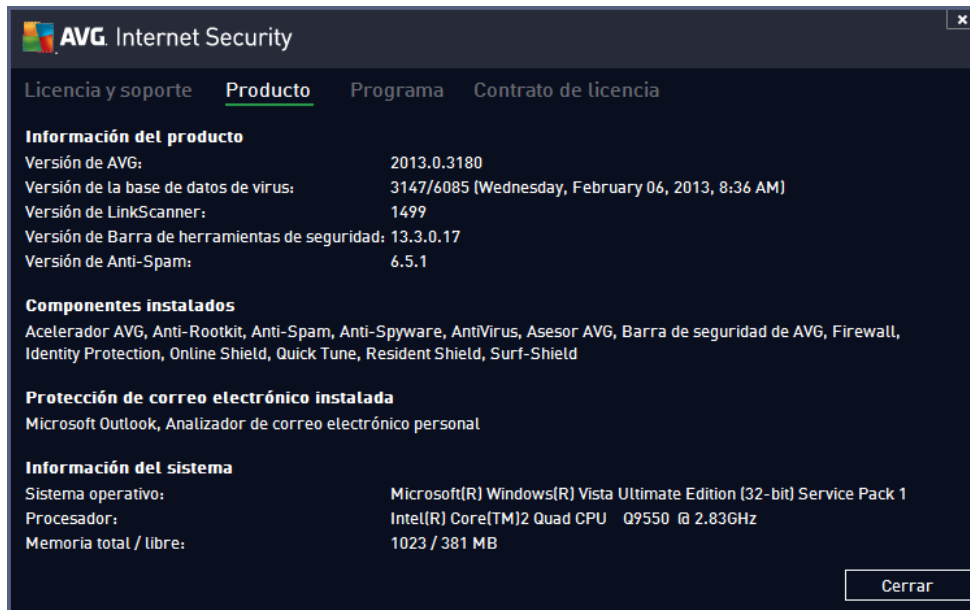 AVG. Internet Security
Licencia y soporte Producto Programa Contrato de licencia
Información del producto
Versión de AVG: 2013.0.3180
Versión de la base de datos de virus: 3147/6085 (Wednesday, February 06, 2013, 8:36 AM)
Versión de LinkScanner: 1499
Versión de Barra de herramientas de seguridad: 13.3.0.17
Versión de Anti-Spam: 6.5.1
Componentes instalados
Acelerador AVG, Anti-Rootkit, Anti-Spam, Anti-Spyware, AntiVirus, Asesor AVG, Barra de seguridad de AVG, Firewall,
Identity Protection, Online Shield, Quick Tune, Resident Shield, Surf-Shield
Protección de correo electrónico instalada
Microsoft Outlook, Analizador de correo electrónico personal
Información del sistema
Sistema operativo: Microsoft(R) Windows(R) Vista Ultimate Edition (32-bit) Service Pack 1
Procesador: Intel(R) Core(TM)2 Quad CPU Q9550 @ 2.83GHz
Memoria total / libre: 1023 / 381 MB
Cerrar